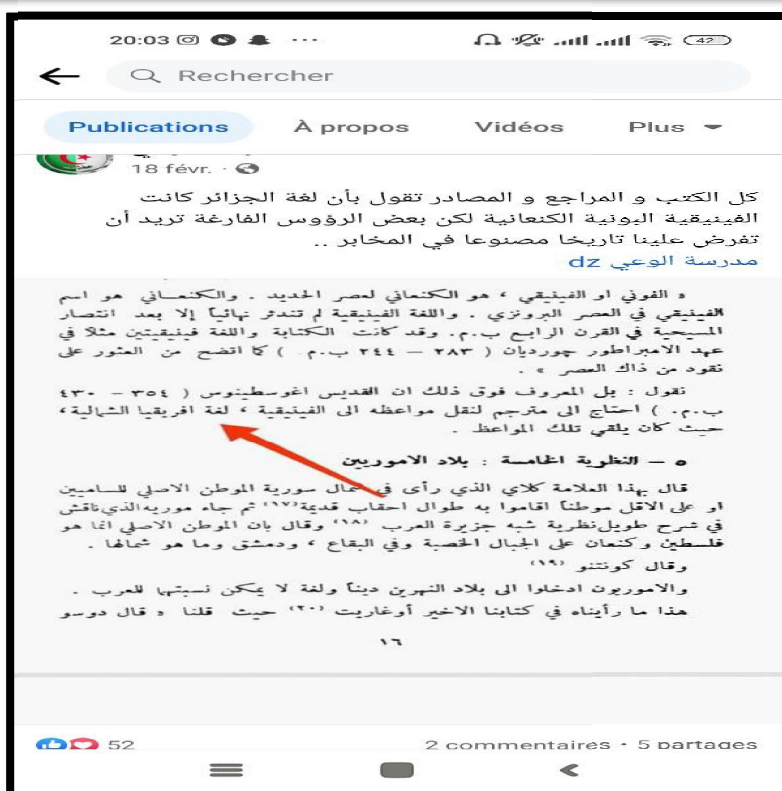 20:03
42
Rechercher
Publications À propos Vidéos Plus
18 févr.
كل الكتب و المراجع و المصادر تقول بأن لغة الجزائر كانت
الفينيقية البونية الكنعانية لكن بعض الرؤوس الفارغة تريد أن
تفرض علينا تاريخا مصنوعا في المخابر ..
مدرسة الوعي dz
« الفوني او الفينيقي ، هو الكنعاني لعصر الحديد . والكنعـاني هو اسم
الفينيقي في العصر البرونزي . واللغة الفينيقية لم تندثر نهائياً إلا بعد انتصار
المسيحية في القرن الرابـع ب.م. وقد كانت الكتابة واللغة فينيقيتين مثلاً في
عهد الامبراطور جورديان ( ٢٨٣ – ٢٤٤ ب.م. ) كما اتضح من العثور على
نقود من ذاك العصر » .
نقول : بل المعروف فوق ذلك ان القديس اغوسطينوس ( ٣٥٤ – ٤٣٠
ب.م. ) احتاج الى مترجم لنقل مواعظه الى الفينيقية ، لغة افريقيا الشمالية ،
حيث كان يلقي تلك المواعظ .
٥ – النظرية الخامسة : بلاد الاموريين
قال بهذا العلامة كلاي الذي رأى في شمال سورية الموطن الاصلي للساميين
او على الاقل موطناً اقاموا به طوال احقاب قديمة (١٧) ثم جاء موريه الذي ناقش
في شرح طويل نظرية شبه جزيرة العرب (١٨) وقال بان الموطن الاصلي انما هو
فلسطين وكنعان على الجبال الخصبة وفي البقاع ، ودمشق وما هو شمالها .
وقال كونتنو (١٩)
والاموريون ادخلوا الى بلاد النهرين ديناً ولغة لا يمكن نسبتهما للعرب .
هذا ما رأيناه في كتابنا الاخير أوغاريت (٢٠) حيث قلنا « قال دوسو
١٦
52
2 commentaires · 5 partages